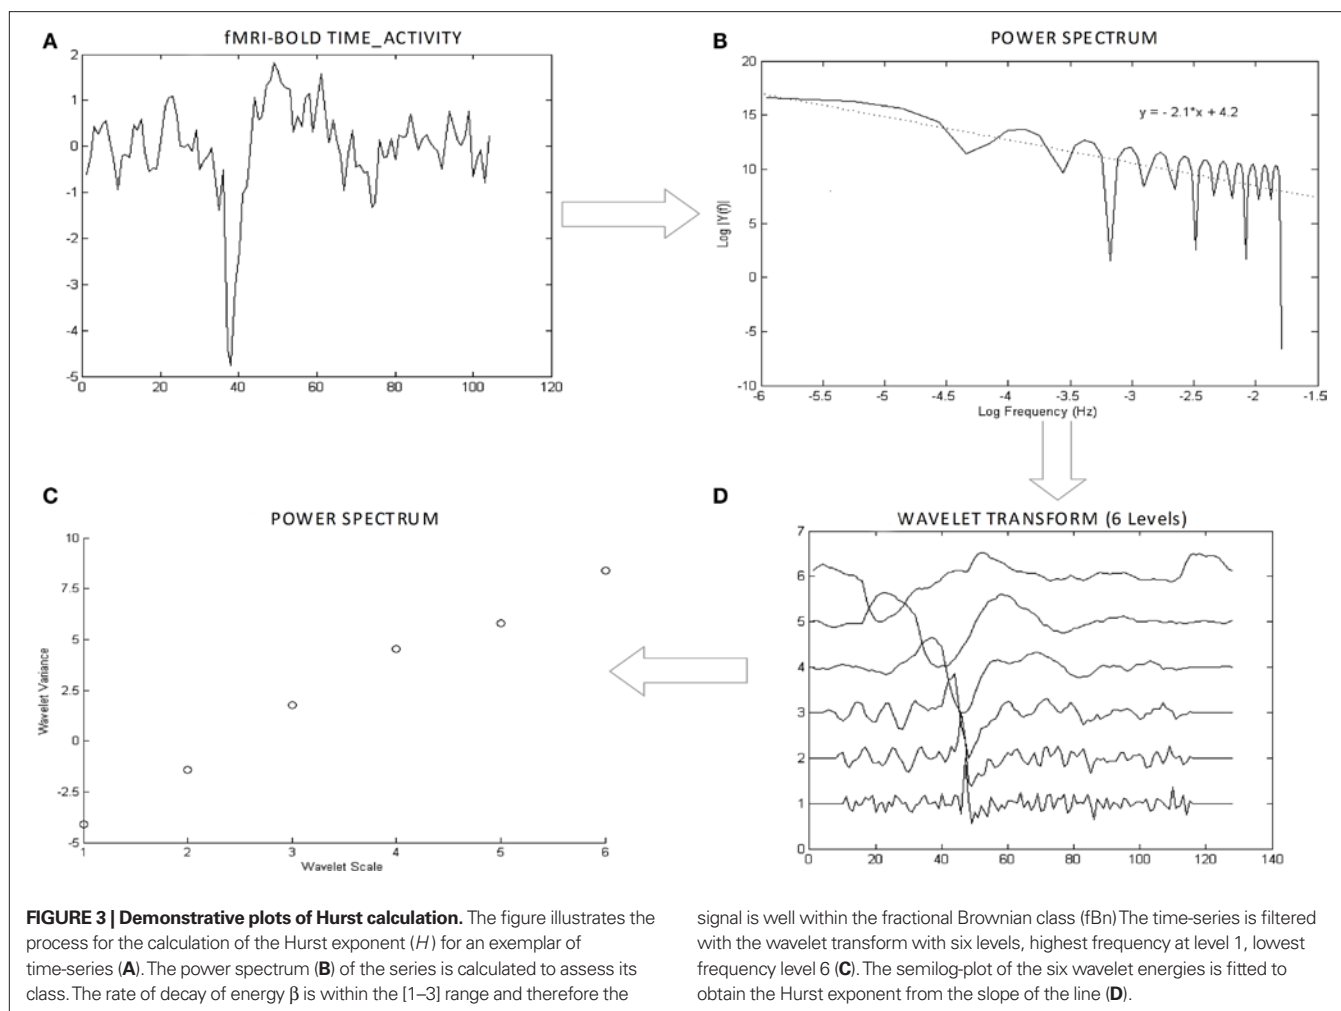 A
fMRI-BOLD TIME_ACTIVITY
2
1
0
-1
-2
-3
-4
-5
0 20 40 60 80 100 120
B
POWER SPECTRUM
20
15
10
5
0
-5
-10
y = - 2.1*x + 4.2
Log |Y(f)|
-6 -5.5 -5 -4.5 -4 -3.5 -3 -2.5 -2 -1.5
Log Frequency (Hz)
C
POWER SPECTRUM
10
7.5
5
2.5
0
-2.5
-5
Wavelet Variance
1 2 3 4 5 6
Wavelet Scale
D
WAVELET TRANSFORM (6 Levels)
7
6
5
4
3
2
1
0
0 20 40 60 80 100 120 140
FIGURE 3 | Demonstrative plots of Hurst calculation. The figure illustrates the
process for the calculation of the Hurst exponent (H) for an exemplar of
time-series (A). The power spectrum (B) of the series is calculated to assess its
class. The rate of decay of energy β is within the [1–3] range and therefore the
signal is well within the fractional Brownian class (fBn) The time-series is filtered
with the wavelet transform with six levels, highest frequency at level 1, lowest
frequency level 6 (C). The semilog-plot of the six wavelet energies is fitted to
obtain the Hurst exponent from the slope of the line (D).